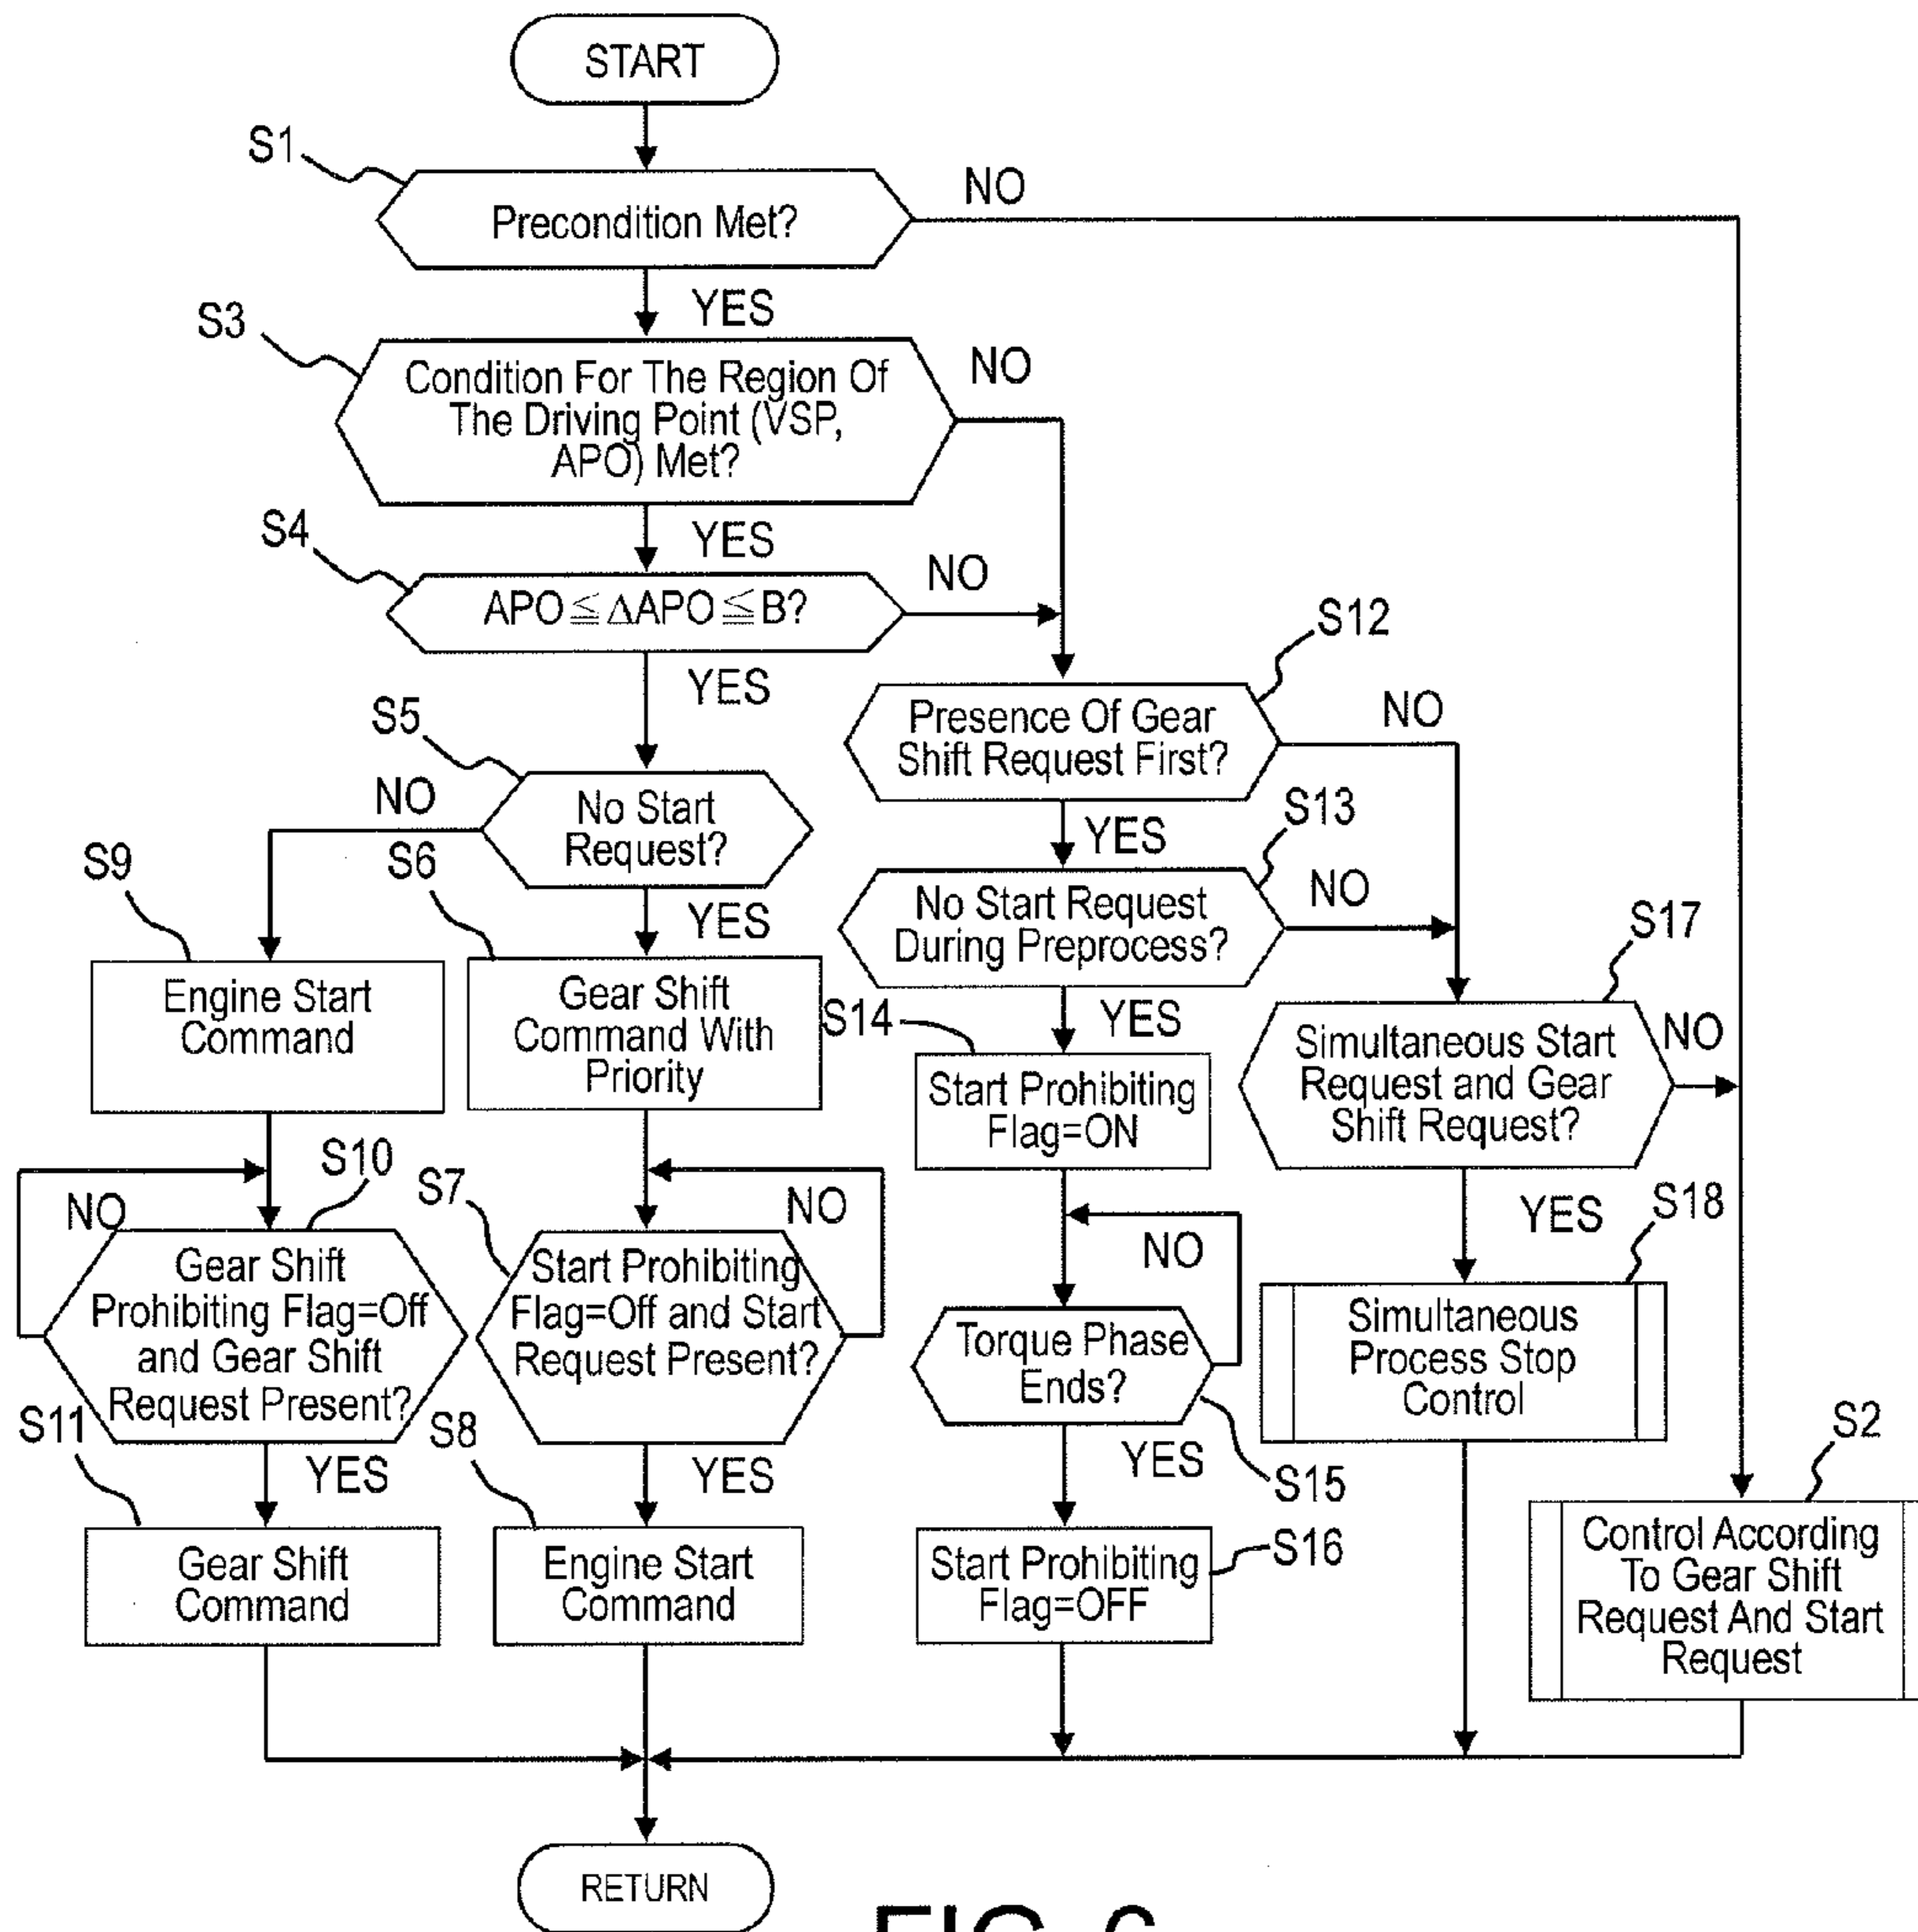 START
S1
Precondition Met?
NO
YES
S3
Condition For The Region Of
The Driving Point (VSP,
APO) Met?
NO
YES
S4
APO≦ΔAPO≦B?
NO
YES
S5
No Start
Request?
NO
YES
S12
Presence Of Gear
Shift Request First?
NO
YES
S13
No Start Request
During Preprocess?
NO
YES
S9
Engine Start
Command
S6
Gear Shift
Command With
Priority
S14
Start Prohibiting
Flag=ON
S17
Simultaneous Start
Request and Gear
Shift Request?
NO
YES
S10
NO
Gear Shift
Prohibiting Flag=Off
and Gear Shift
Request Present?
YES
S7
NO
Start Prohibiting
Flag=Off and Start
Request Present?
YES
NO
Torque Phase
Ends?
S15
YES
S18
Simultaneous
Process Stop
Control
S11
Gear Shift
Command
S8
Engine Start
Command
S16
Start Prohibiting
Flag=OFF
S2
Control According
To Gear Shift
Request And Start
Request
RETURN
FIG. 6